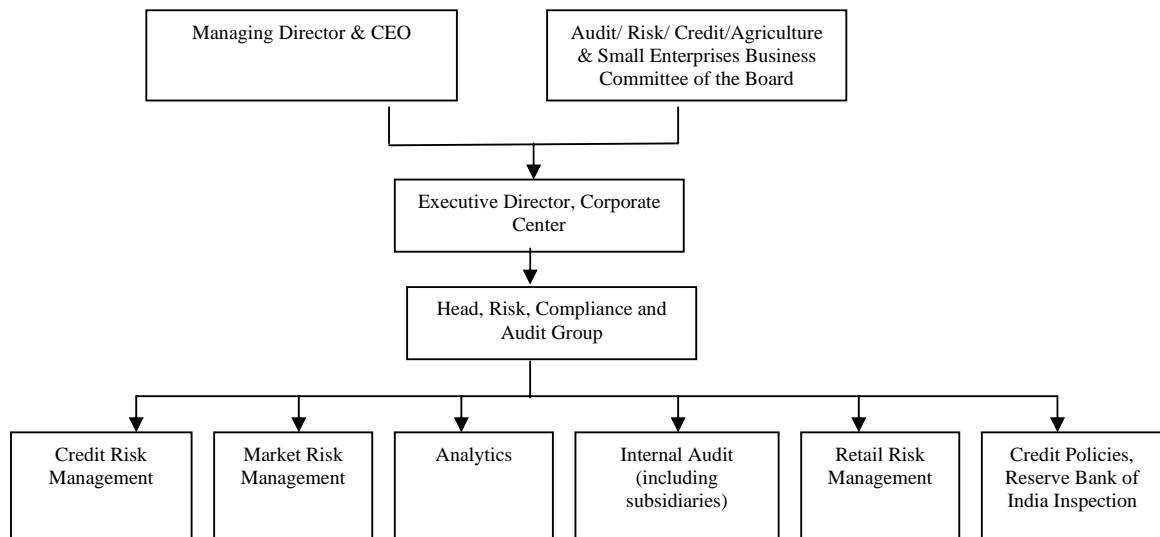 Managing Director & CEO
Audit/ Risk/ Credit/Agriculture
& Small Enterprises Business
Committee of the Board
Executive Director, Corporate
Center
Head, Risk, Compliance and
Audit Group
Credit Risk
Management
Market Risk
Management
Analytics
Internal Audit
(including
subsidiaries)
Retail Risk
Management
Credit Policies,
Reserve Bank of
India Inspection